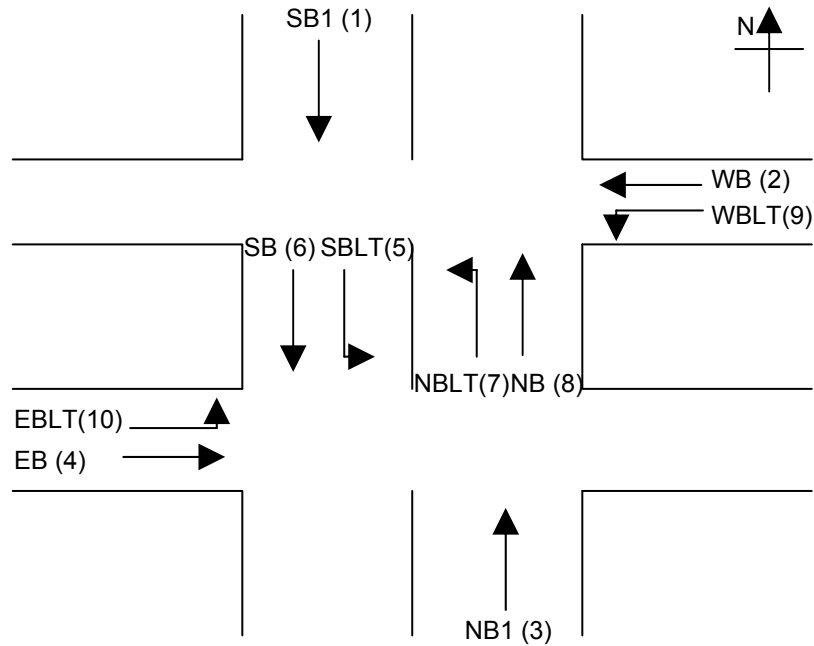 SB1 (1)
N
WB (2)
WBLT(9)
SB (6) SBLT(5)
NBLT(7) NB (8)
EBLT(10)
EB (4)
NB1 (3)